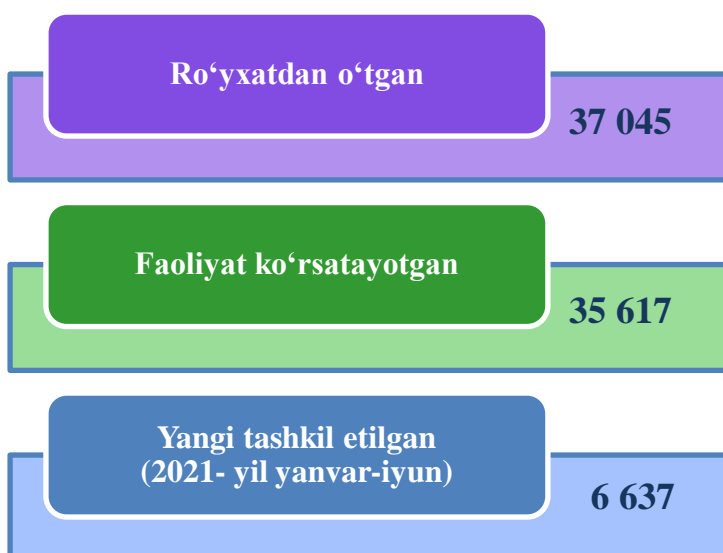 Ro‘yxatdan o‘tgan
37 045
Faoliyat ko‘rsatayotgan
35 617
Yangi tashkil etilgan
(2021- yil yanvar-iyun)
6 637